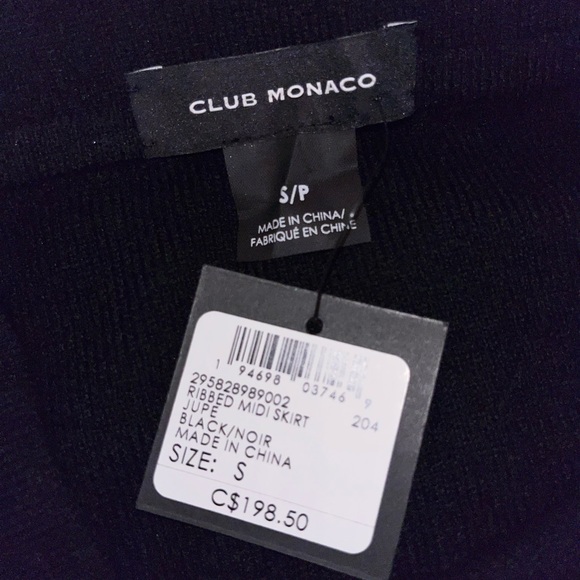 CLUB MONACO
S/P
MADE IN CHINA/
FABRIQUÉ EN CHINE
1 94698 03746 9
295828989002 204
RIBBED MIDI SKIRT
JUPE
BLACK/NOIR
MADE IN CHINA
SIZE: S
C$198.50